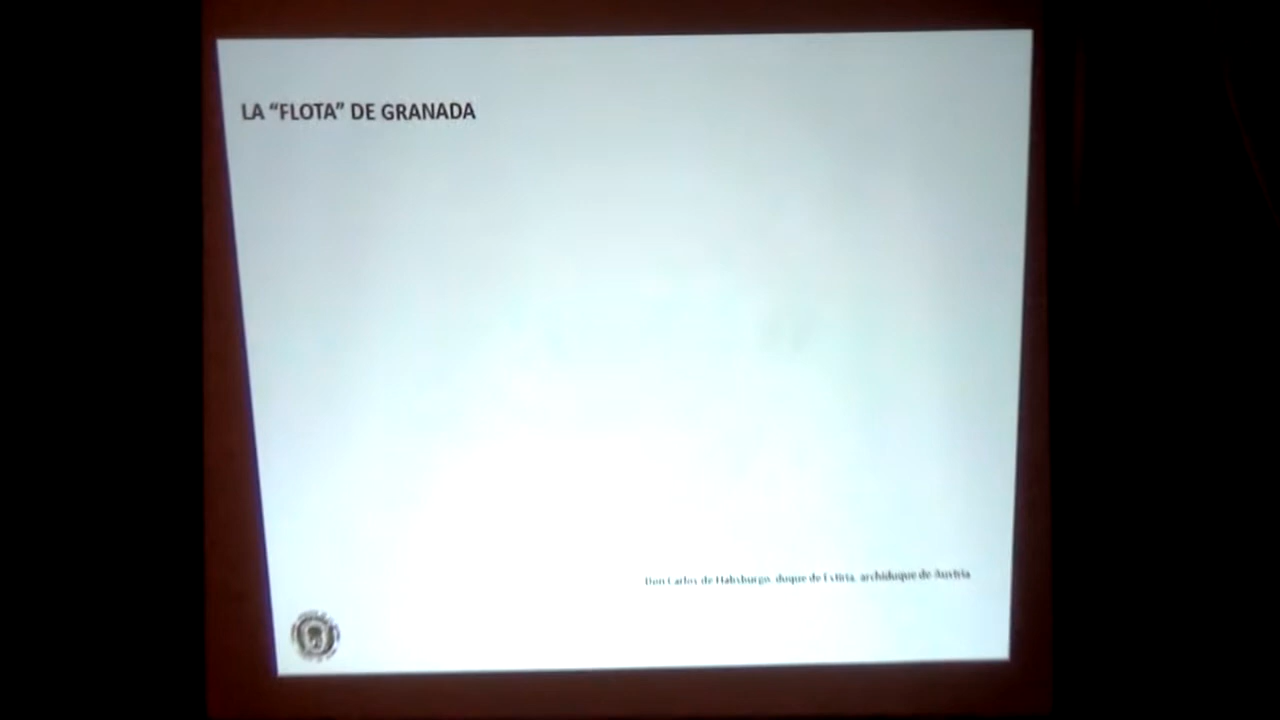 LA “FLOTA” DE GRANADA
Don Carlos de Habsburgo, duque de Estiria, archiduque de Austria